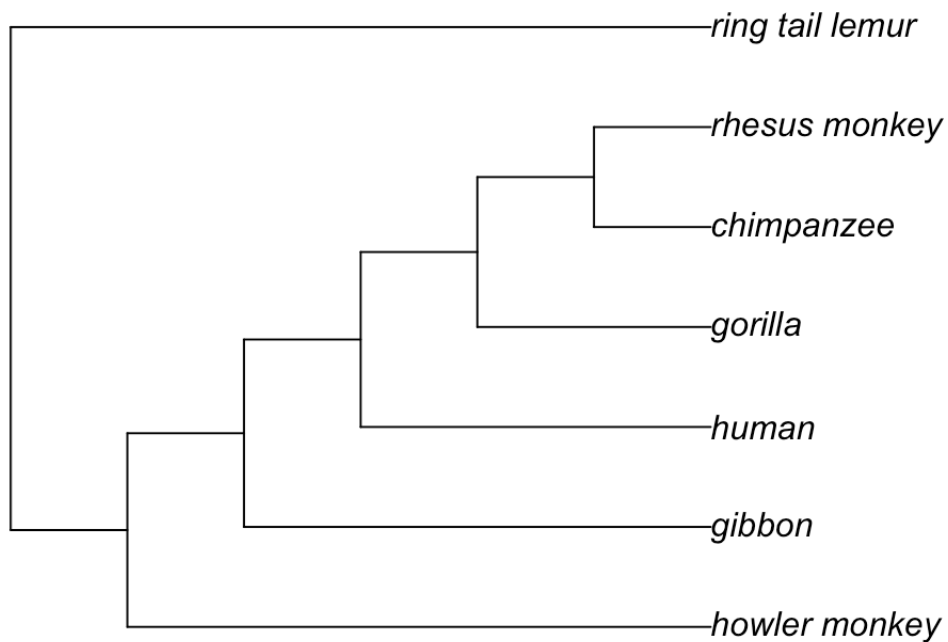 ring tail lemur
rhesus monkey
chimpanzee
gorilla
human
gibbon
howler monkey